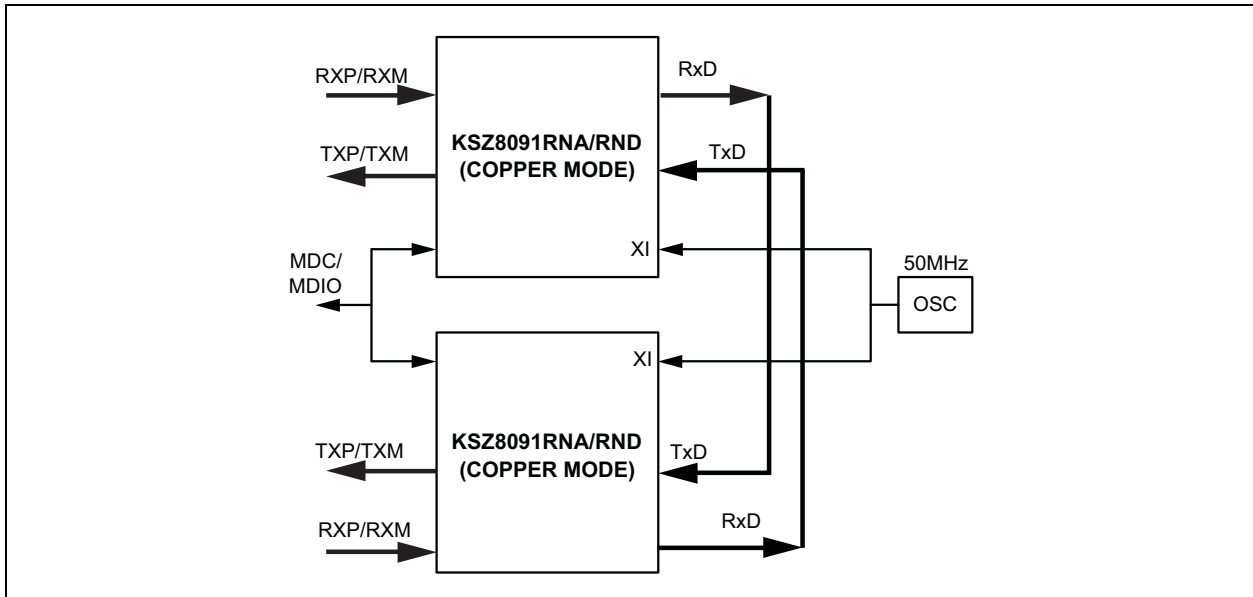 RXP/RXM
TXP/TXM
KSZ8091RNA/RND
(COPPER MODE)
RxD
TxD
XI
MDC/
MDIO
50MHz
OSC
XI
KSZ8091RNA/RND
(COPPER MODE)
TXP/TXM
RXP/RXM
TxD
RxD